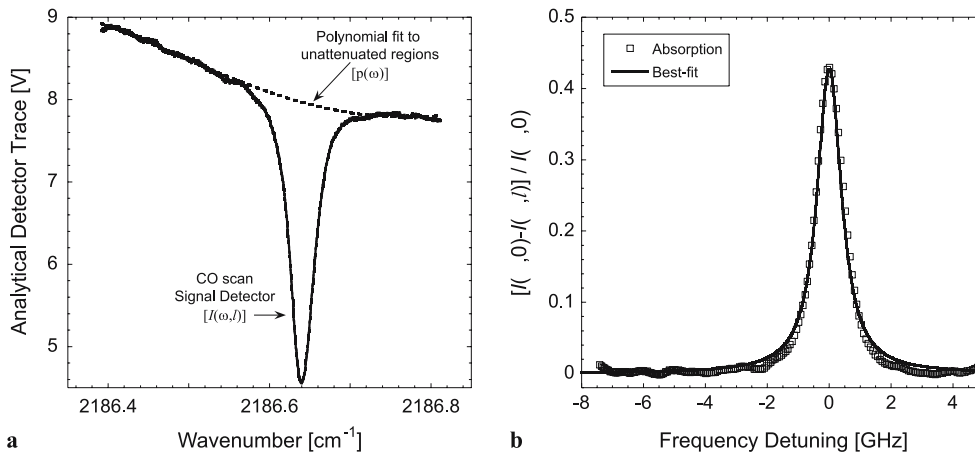 9
8
7
6
5
Analytical Detector Trace [V]
Polynomial fit to
unattenuated regions
[p(ω)]
CO scan
Signal Detector
[I(ω,l)]
2186.4
2186.6
2186.8
Wavenumber [cm⁻¹]
a
0.5
0.4
0.3
0.2
0.1
0
[I( ,0)-I( ,l)] / I( ,0)
Absorption
Best-fit
-8
-6
-4
-2
0
2
4
Frequency Detuning [GHz]
b